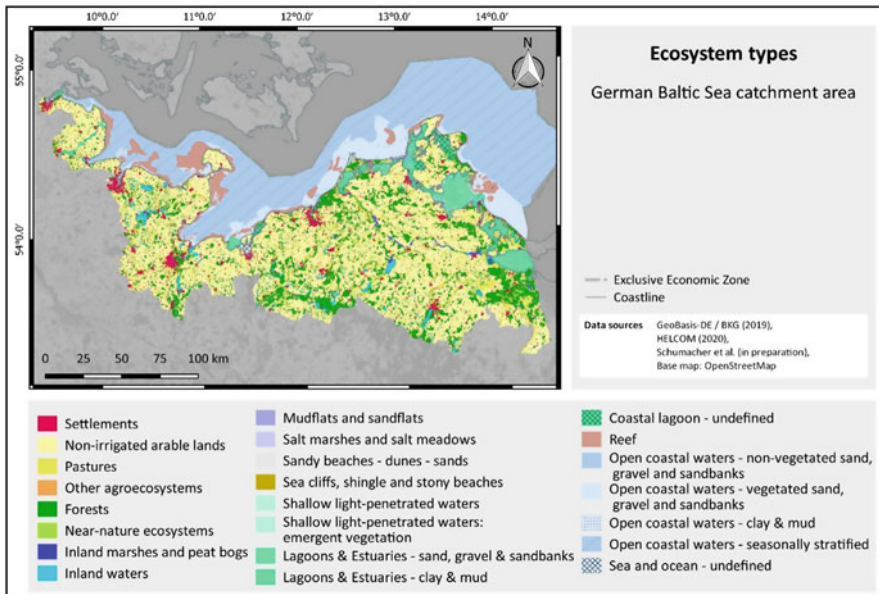 10°0.0' 11°0.0' 12°0.0' 13°0.0' 14°0.0'
N
55°0.0'
54°0.0'
0 25 50 75 100 km
Ecosystem types
German Baltic Sea catchment area
Exclusive Economic Zone
Coastline
Data sources GeoBasis-DE / BKG (2019),
HELCOM (2020),
Schumacher et al. (in preparation),
Base map: OpenStreetMap
Settlements
Non-irrigated arable lands
Pastures
Other agroecosystems
Forests
Near-nature ecosystems
Inland marshes and peat bogs
Inland waters
Mudflats and sandflats
Salt marshes and salt meadows
Sandy beaches - dunes - sands
Sea cliffs, shingle and stony beaches
Shallow light-penetrated waters
Shallow light-penetrated waters:
emergent vegetation
Lagoons & Estuaries - sand, gravel & sandbanks
Lagoons & Estuaries - clay & mud
Coastal lagoon - undefined
Reef
Open coastal waters - non-vegetated sand,
gravel and sandbanks
Open coastal waters - vegetated sand,
gravel and sandbanks
Open coastal waters - clay & mud
Open coastal waters - seasonally stratified
Sea and ocean - undefined